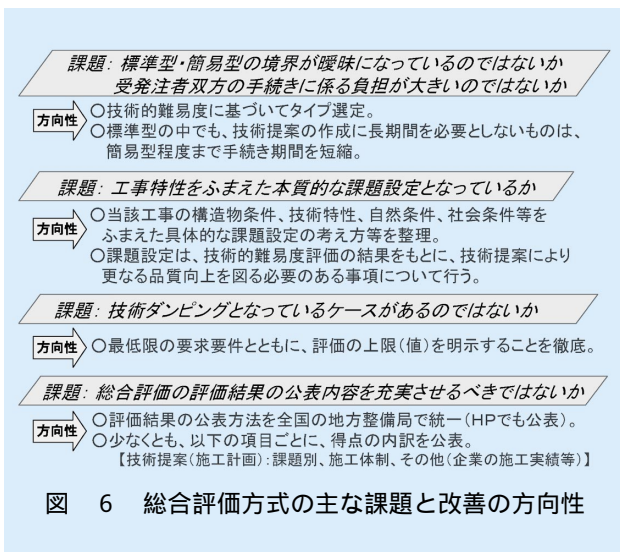 課題: 標準型・簡易型の境界が曖昧になっているのではないか
受発注者双方の手続きに係る負担が大きいのではないか
方向性
○技術的難易度に基づいてタイプ選定。
○標準型の中でも、技術提案の作成に長期間を必要としないものは、
簡易型程度まで手続き期間を短縮。
課題: 工事特性をふまえた本質的な課題設定となっているか
方向性
○当該工事の構造物条件、技術特性、自然条件、社会条件等を
ふまえた具体的な課題設定の考え方等を整理。
○課題設定は、技術的難易度評価の結果をもとに、技術提案により
更なる品質向上を図る必要のある事項について行う。
課題: 技術ダンピングとなっているケースがあるのではないか
方向性
○最低限の要求要件とともに、評価の上限(値)を明示することを徹底。
課題: 総合評価の評価結果の公表内容を充実させるべきではないか
方向性
○評価結果の公表方法を全国の地方整備局で統一(HPでも公表)。
○少なくとも、以下の項目ごとに、得点の内訳を公表。
【技術提案(施工計画):課題別、施工体制、その他(企業の施工実績等)】
図 6 総合評価方式の主な課題と改善の方向性